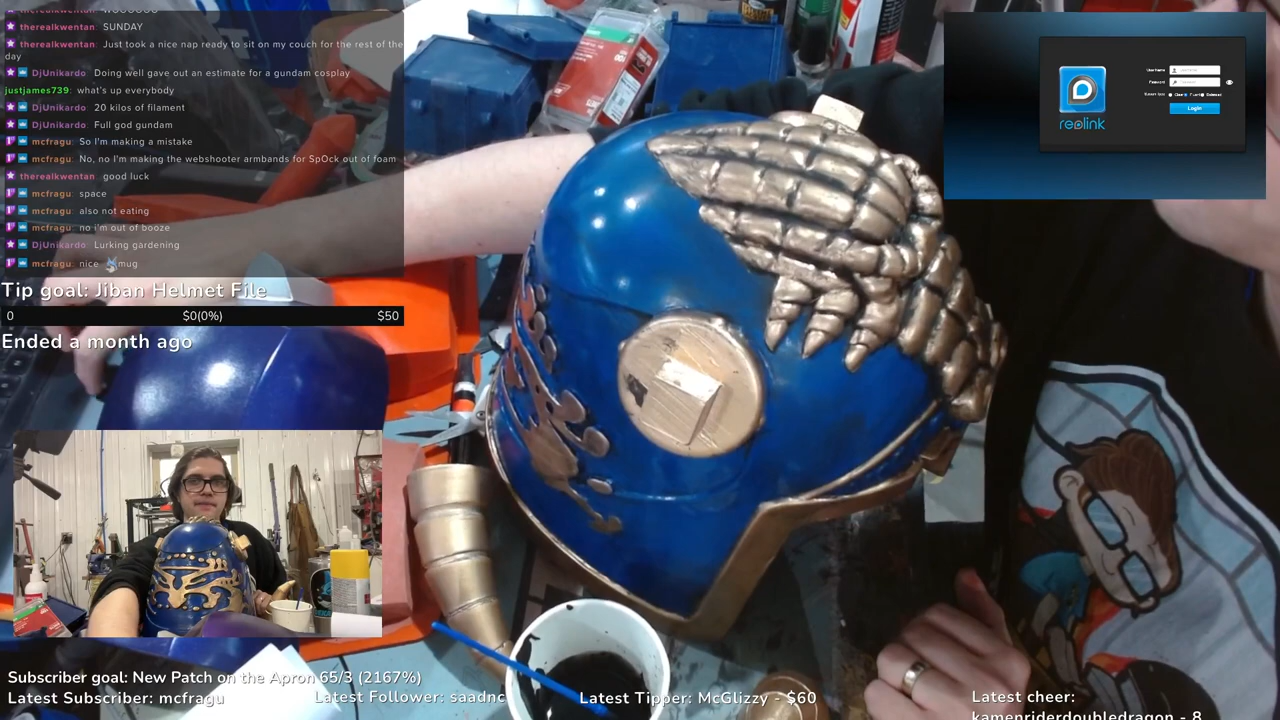 therealkwentan: WOOOOOO
therealkwentan: SUNDAY
therealkwentan: Just took a nice nap ready to sit on my couch for the rest of the
day
DjUnikardo Doing well gave out an estimate for a gundam cosplay
justjames739: what's up everybody
DjUnikardo 20 kilos of filament
DjUnikardo Full god gundam
mcfragu: So I'm making a mistake
mcfragu: No, no I'm making the webshooter armbands for SpOck out of foam
therealkwentan good luck
mcfragu: space
mcfragu: also not eating
mcfragu: no i'm out of booze
DjUnikardo Lurking gardening
mcfragu: nice mug
Tip goal: Jiban Helmet File
0 $0(0%) $50
Ended a month ago
reolink
Login
Subscriber goal: New Patch on the Apron 65/3 (2167%)
Latest Subscriber: mcfragu
Latest Follower: saadnc
Latest Tipper: McGlizzy - $60
Latest cheer:
kamenriderdoubledragon - 8